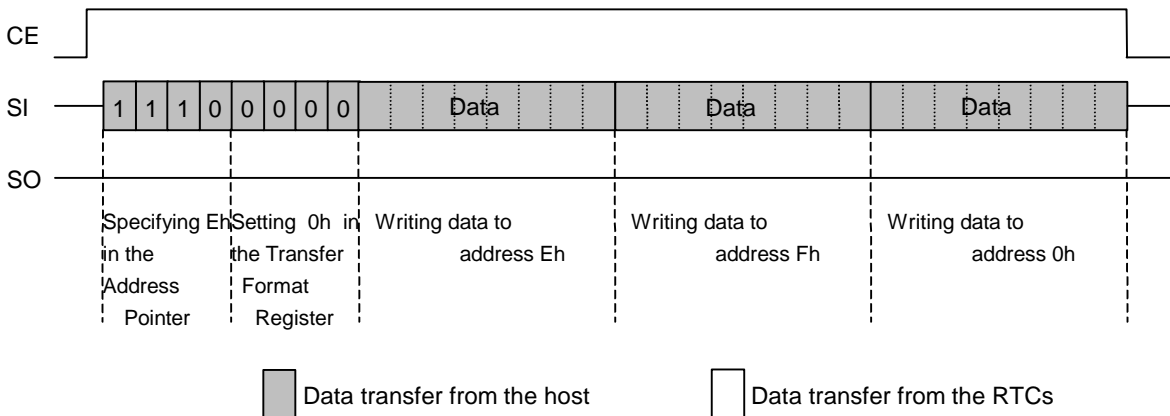 CE
SI 1 1 1 0 0 0 0 0 Data Data Data
SO
Specifying Eh Setting 0h in Writing data to Writing data to Writing data to
in the the Transfer address Eh address Fh address 0h
Address Format
Pointer Register
Data transfer from the host Data transfer from the RTCs